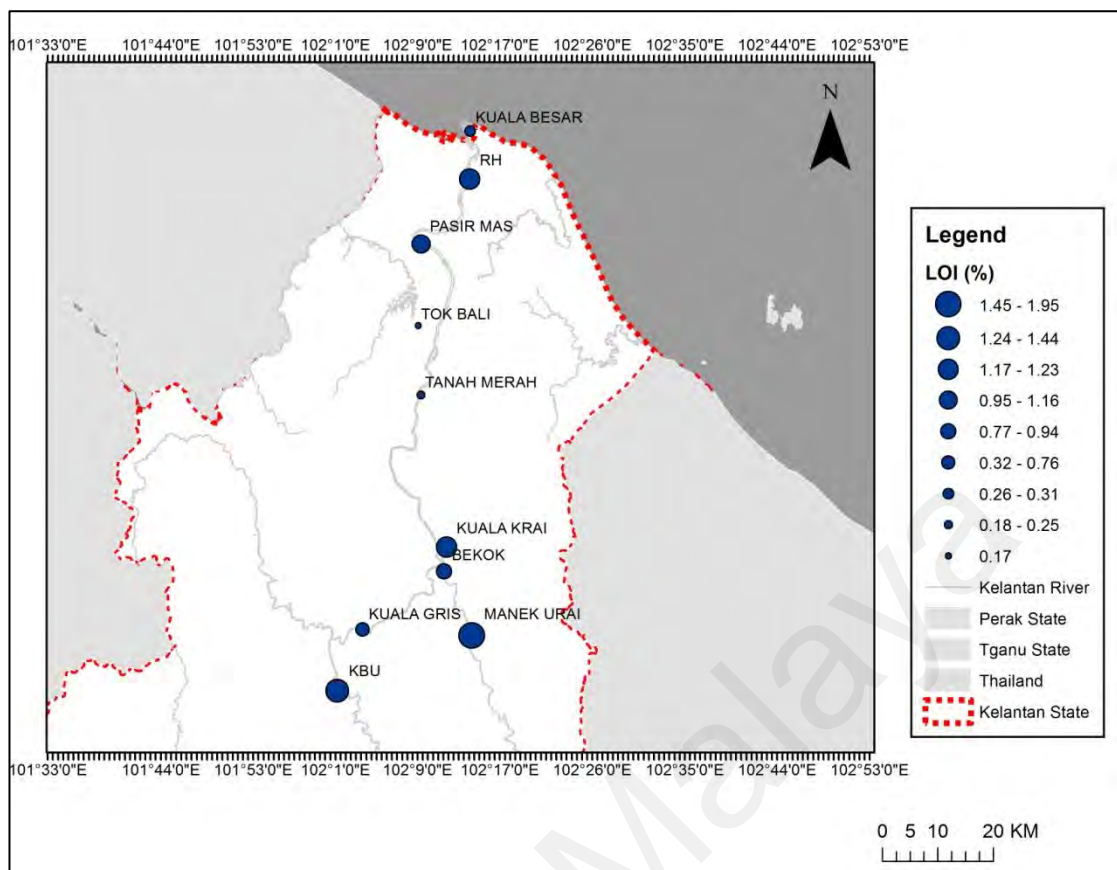 101°33'0"E 101°44'0"E 101°53'0"E 102°1'0"E 102°9'0"E 102°17'0"E 102°26'0"E 102°35'0"E 102°44'0"E 102°53'0"E
N
KUALA BESAR
RH
PASIR MAS
TOK BALI
TANAH MERAH
KUALA KRAI
BEKOK
KUALA GRIS
MANEK URAI
KBU
101°33'0"E 101°44'0"E 101°53'0"E 102°1'0"E 102°9'0"E 102°17'0"E 102°26'0"E 102°35'0"E 102°44'0"E 102°53'0"E
Legend
LOI (%)
1.45 - 1.95
1.24 - 1.44
1.17 - 1.23
0.95 - 1.16
0.77 - 0.94
0.32 - 0.76
0.26 - 0.31
0.18 - 0.25
0.17
Kelantan River
Perak State
Tganu State
Thailand
Kelantan State
0 5 10 20 KM
Malaya